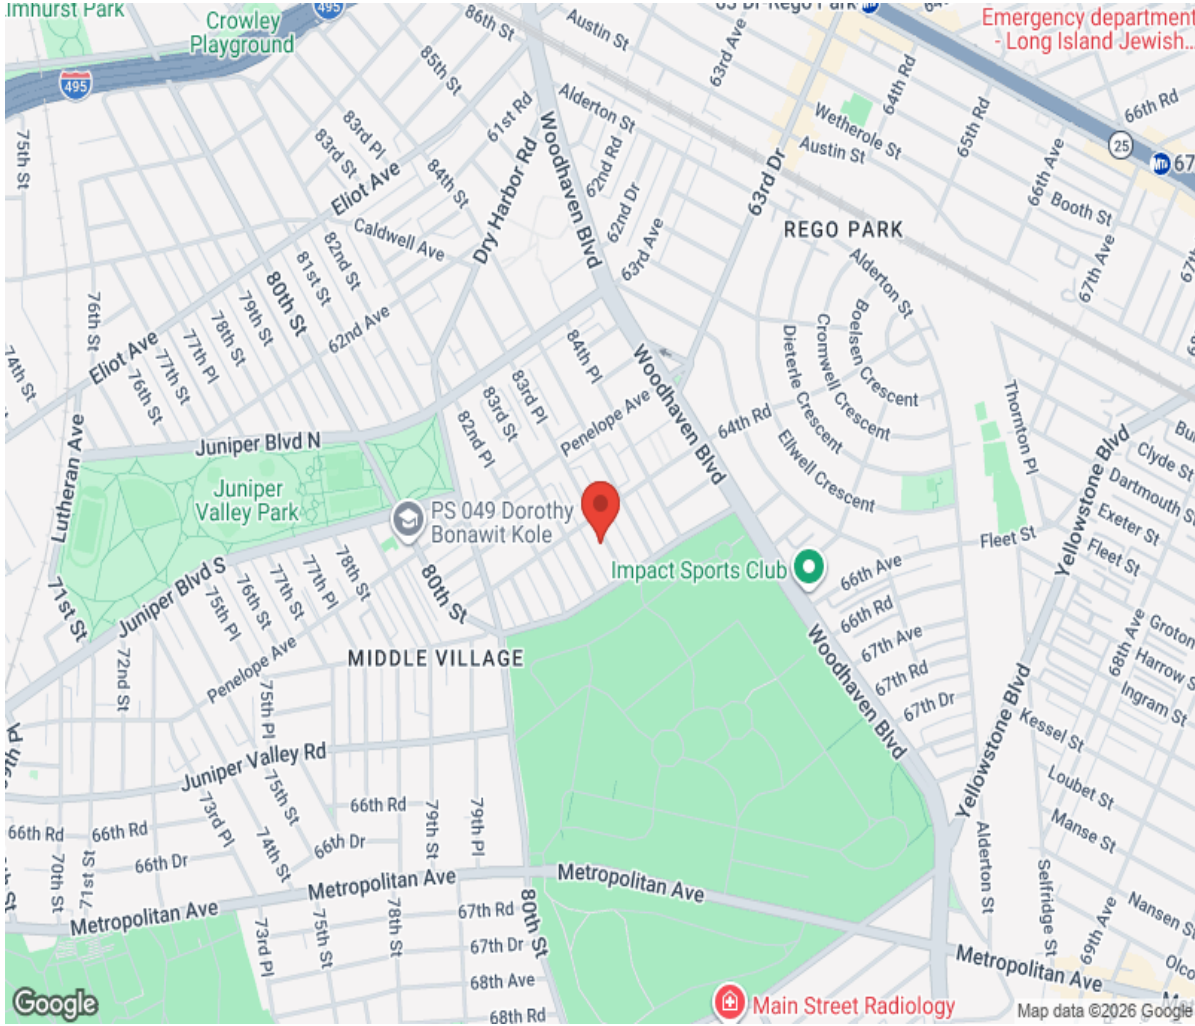 Elmhurst Park
Crowley
Playground
495
86th St
Austin St
63 Dr-Rego Park
Emergency department
- Long Island Jewish...
495
85th St
63rd Ave
64th Rd
66th Rd
75th St
83rd Pl
83rd St
61st Rd
Alderton St
Wetherole St
Austin St
65th Rd
25
67
Eliot Ave
84th St
Dry Harbor Rd
Woodhaven Blvd
62nd Rd
62nd Dr
63rd Dr
66th Ave
Booth St
Caldwell Ave
82nd St
81st St
63rd Ave
REGO PARK
67th Ave
Alderton St
76th St
80th St
79th St
78th St
77th Pl
77th St
76th St
62nd Ave
Boelsen Crescent
Cromwell Crescent
Dieterle Crescent
Ellwell Crescent
74th St
Eliot Ave
84th Pl
83rd Pl
83rd St
82nd Pl
Woodhaven Blvd
Penelope Ave
64th Rd
Thornton Pl
Yellowstone Blvd
Clyde St
Dartmouth St
Exeter St
Fleet St
Juniper Blvd N
Lutheran Ave
Juniper
Valley Park
PS 049 Dorothy
Bonawit Kole
Fleet St
Impact Sports Club
66th Ave
66th Rd
67th Ave
67th Rd
67th Dr
71st St
Juniper Blvd S
78th St
77th Pl
77th St
76th St
75th Pl
80th St
72nd St
Penelope Ave
MIDDLE VILLAGE
Woodhaven Blvd
Yellowstone Blvd
68th Ave
Groton
Harrow S
Ingram St
Kessel St
75th Pl
Juniper Valley Rd
75th St
73rd Pl
74th St
66th Rd
66th Dr
79th St
79th Pl
Loubet St
Manse St
66th Rd
66th Rd
66th Dr
70th St
71st St
Metropolitan Ave
Metropolitan Ave
Metropolitan Ave
Alderton St
Selfridge St
69th Ave
Nansen St
73rd Pl
75th St
78th St
67th Rd
67th Dr
68th Ave
68th Rd
80th St
Metropolitan Ave
Olco
Main Street Radiology
Google
Map data ©2026 Google